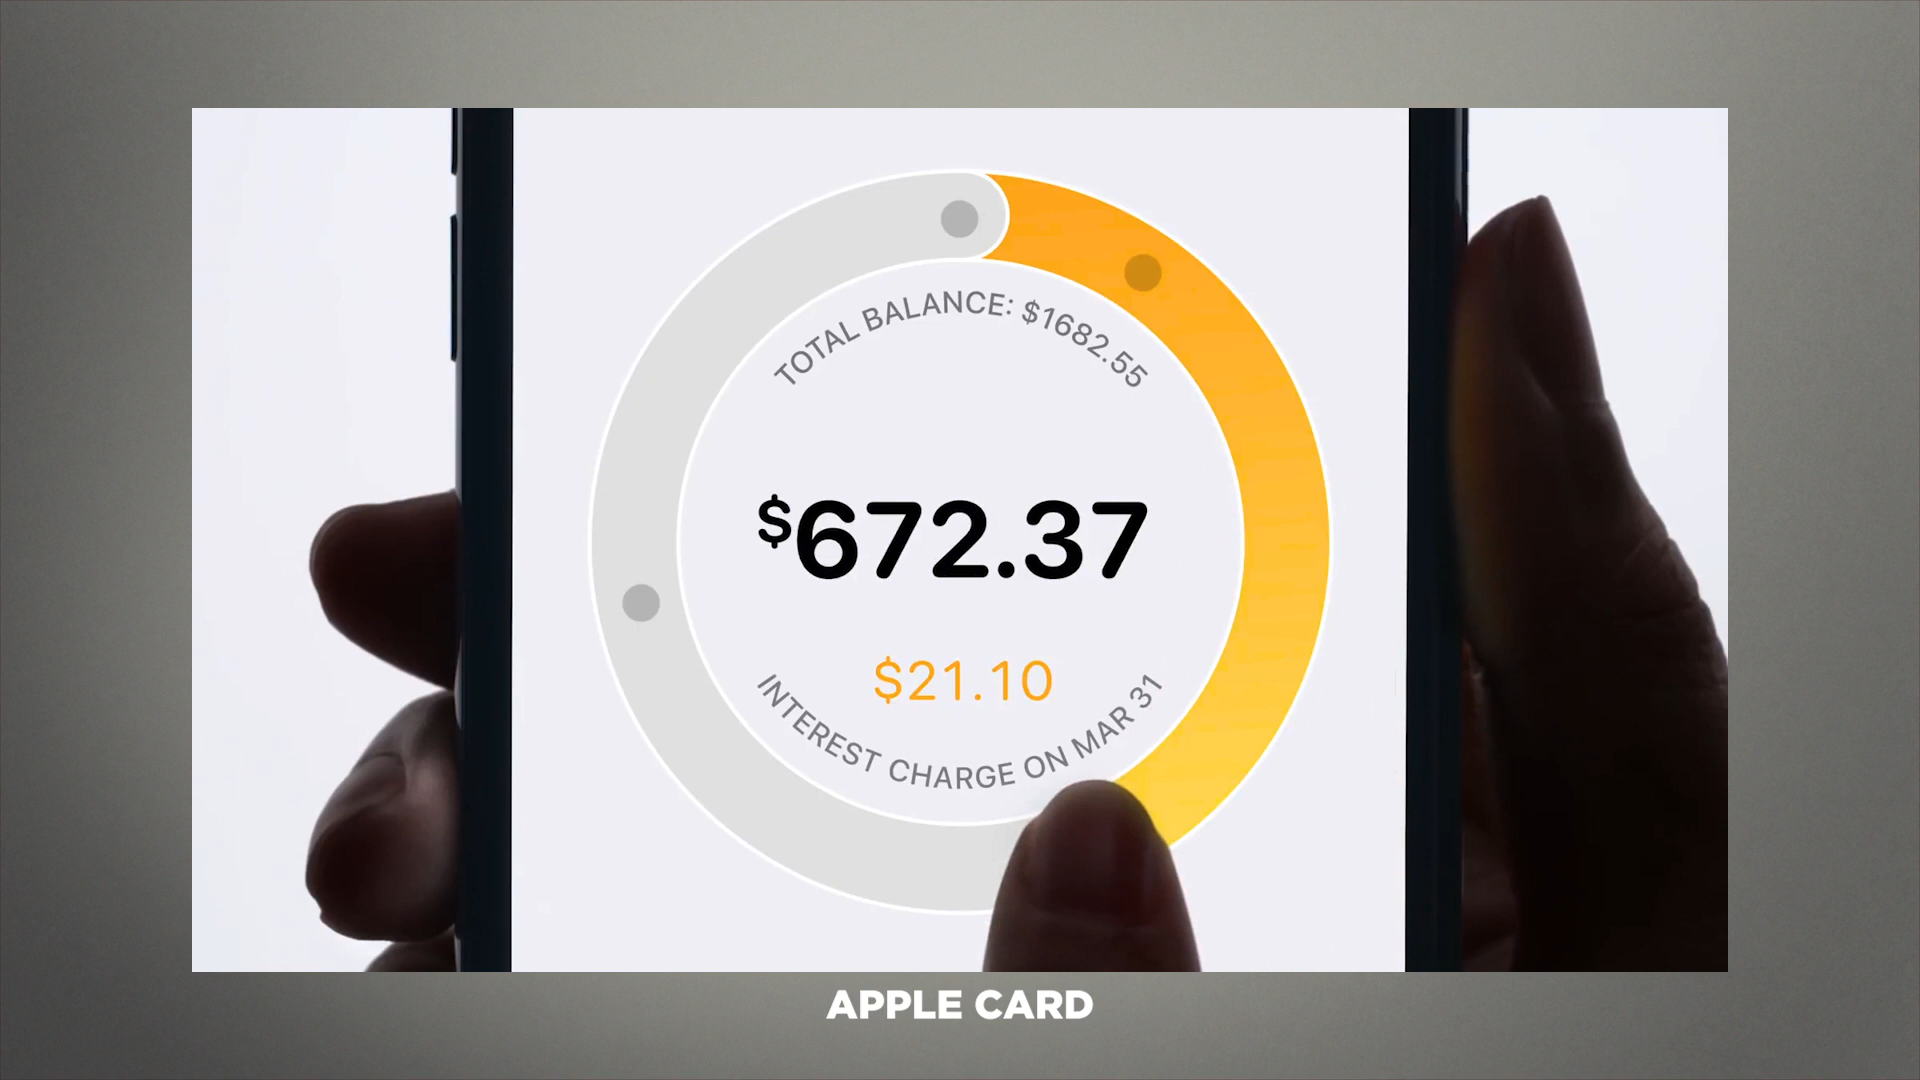 TOTAL BALANCE: $1682.55
$672.37
$21.10
INTEREST CHARGE ON MAR 31
APPLE CARD